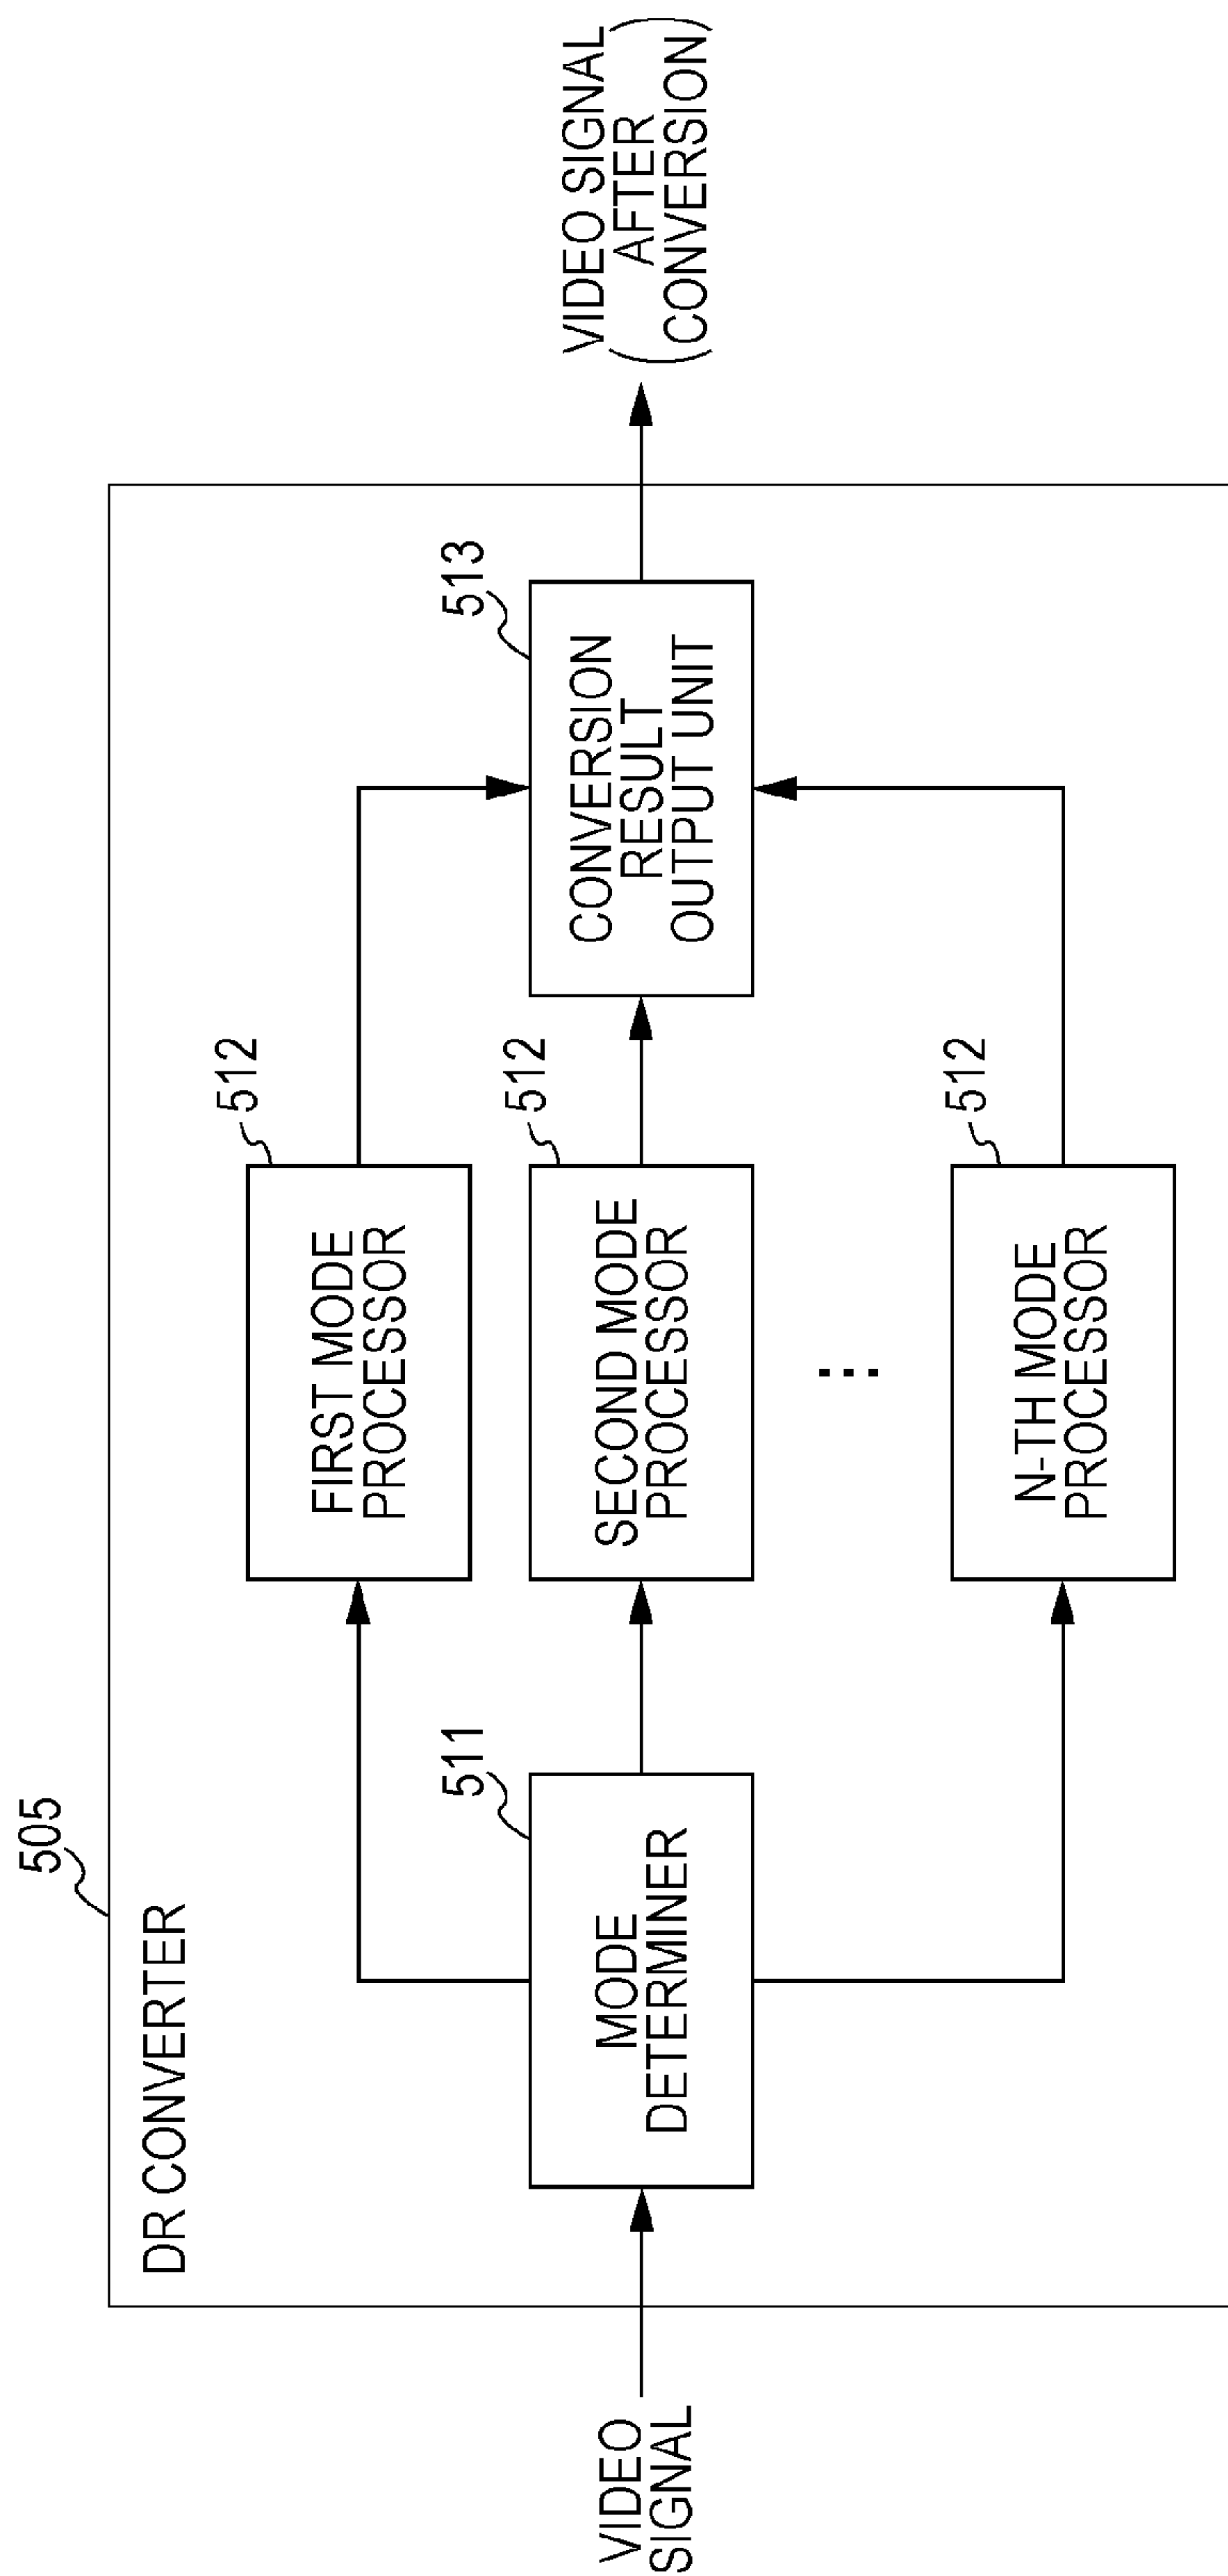 505
DR CONVERTER
VIDEO
SIGNAL
511
MODE
DETERMINER
512
FIRST MODE
PROCESSOR
512
SECOND MODE
PROCESSOR
...
512
N-TH MODE
PROCESSOR
513
CONVERSION
RESULT
OUTPUT UNIT
VIDEO SIGNAL
(AFTER
CONVERSION)